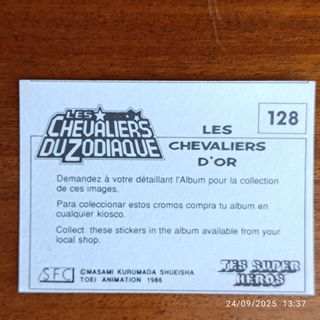 LES
CHEVALIERS
DU ZODIAQUE
128
LES
CHEVALIERS
D'OR
Demandez à votre détaillant l'Album pour la collection
de ces images.
Para coleccionar estos cromos compra tu album en
cualquier kiosco.
Collect these stickers in the album available from your
local shop.
SFC
©MASAMI KURUMADA SHUEISHA
TOEI ANIMATION 1986
TES SUPER
HEROS
24/09/2025 13:37